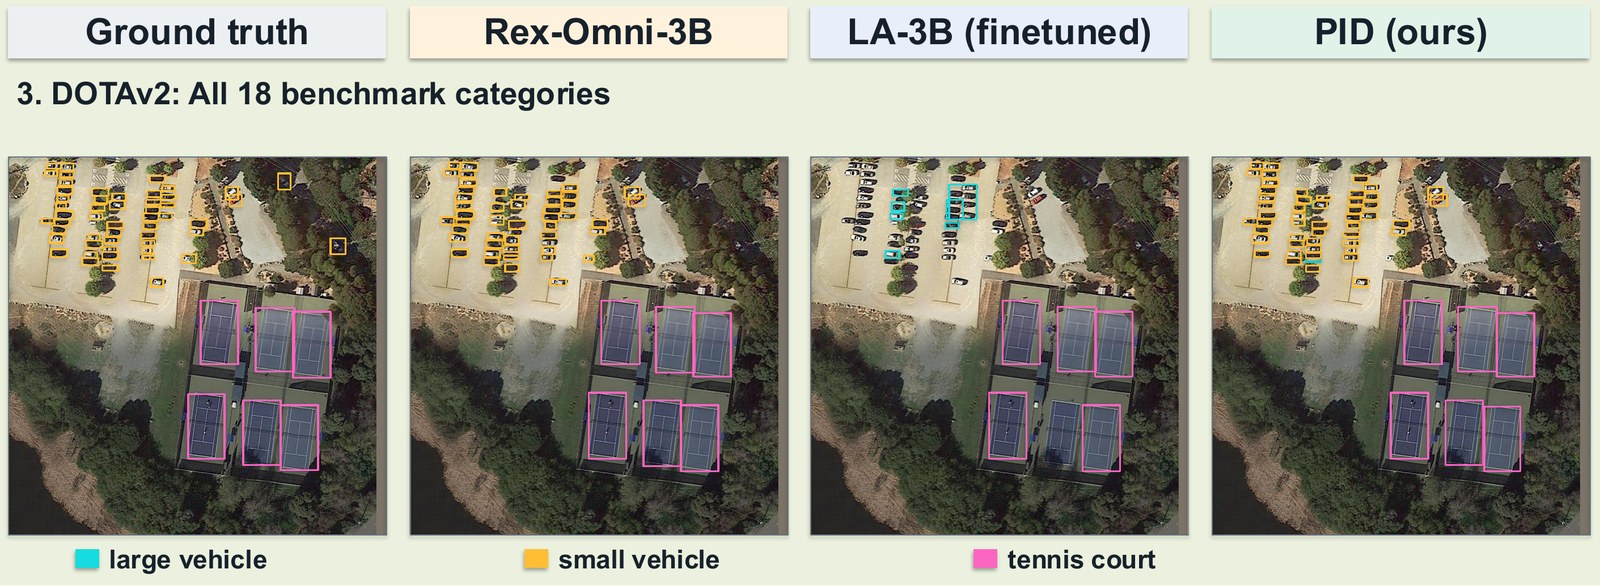 Ground truth
Rex-Omni-3B
LA-3B (finetuned)
PID (ours)
3. DOTAv2: All 18 benchmark categories
large vehicle
small vehicle
tennis court